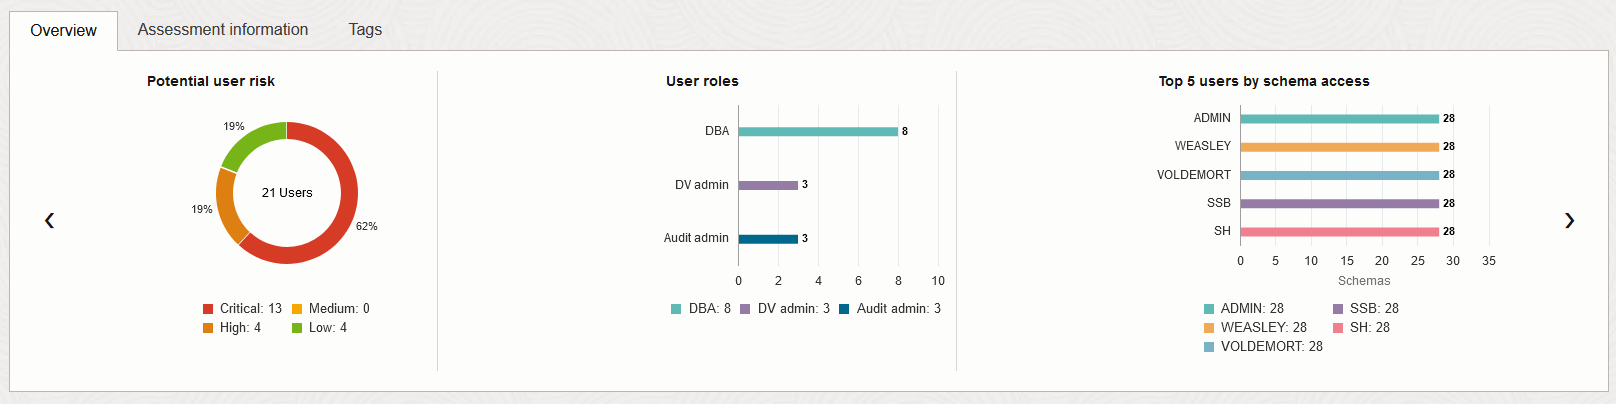 Overview
Assessment information
Tags
Potential user risk
19%
19%
62%
21 Users
Critical: 13
Medium: 0
High: 4
Low: 4
User roles
DBA
8
DV admin
3
Audit admin
3
0 2 4 6 8 10
DBA: 8
DV admin: 3
Audit admin: 3
Top 5 users by schema access
ADMIN
28
WEASLEY
28
VOLDEMORT
28
SSB
28
SH
28
0 5 10 15 20 25 30 35
Schemas
ADMIN: 28
SSB: 28
WEASLEY: 28
SH: 28
VOLDEMORT: 28